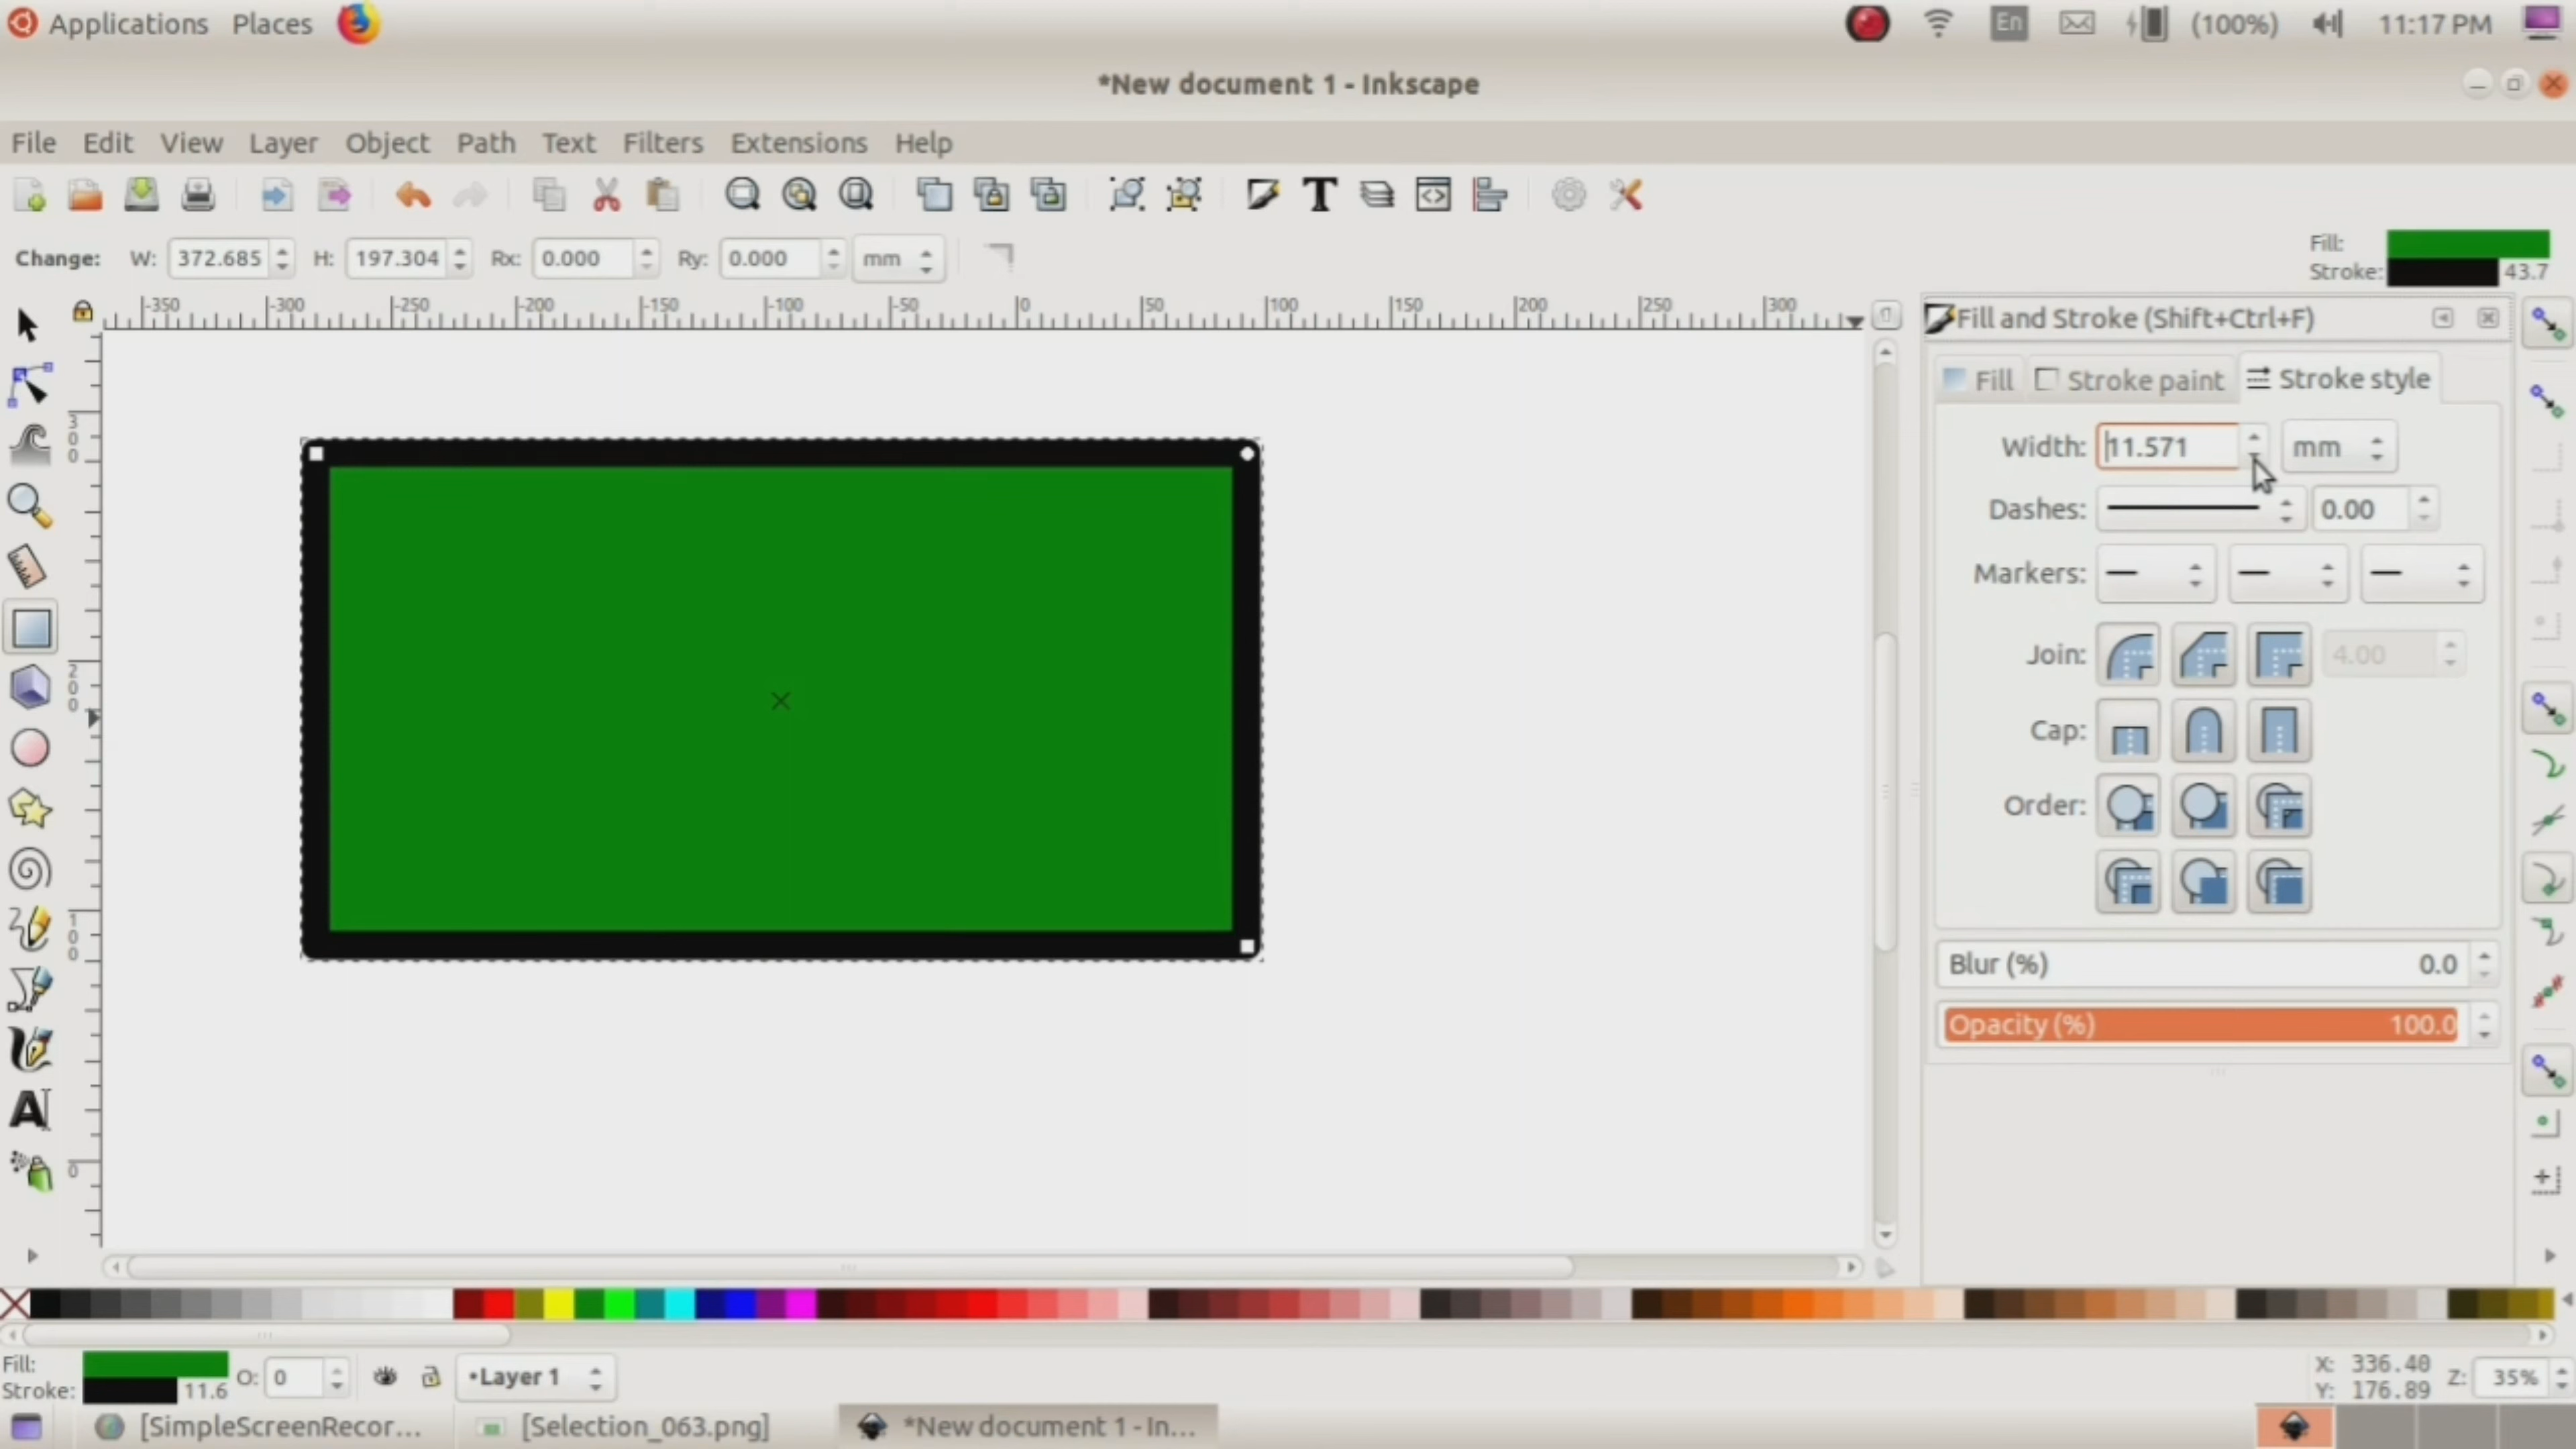 Applications Places En (100%) 11:17 PM
*New document 1 - Inkscape
File Edit View Layer Object Path Text Filters Extensions Help
Change: W: 372.685 H: 197.304 Rx: 0.000 Ry: 0.000 mm
Fill:
Stroke: 43.7
-350 -300 -250 -200 -150 -100 -50 0 50 100 150 200 250 300
300
200
100
0
Fill and Stroke (Shift+Ctrl+F)
Fill Stroke paint Stroke style
Width: 11.571 mm
Dashes: 0.00
Markers:
Join: 4.00
Cap:
Order:
Blur (%) 0.0
Opacity (%) 100.0
Fill:
Stroke: 11.6
O: 0
•Layer 1
X: 336.40
Y: 176.89
Z: 35%
[SimpleScreenRecor... [Selection_063.png] *New document 1 - In...